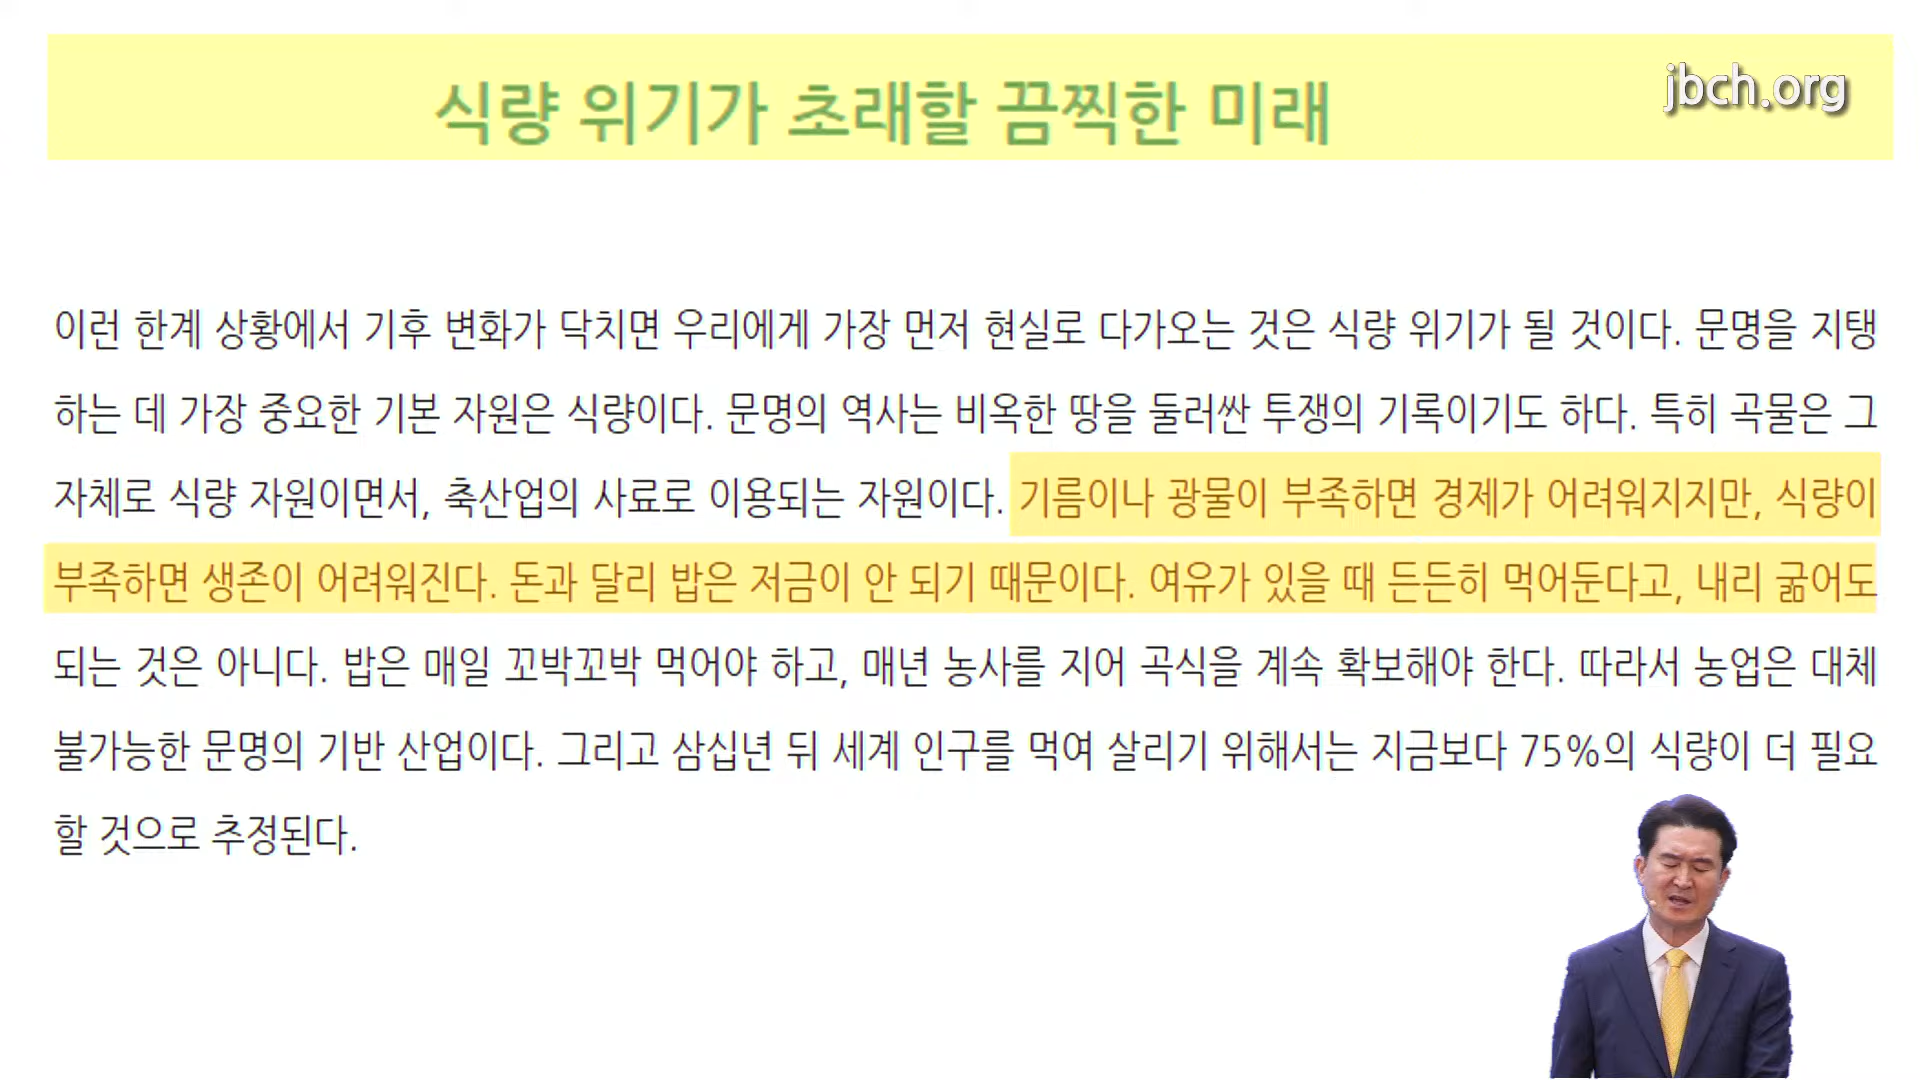 식량 위기가 초래할 끔찍한 미래
jbch.org
이런 한계 상황에서 기후 변화가 닥치면 우리에게 가장 먼저 현실로 다가오는 것은 식량 위기가 될 것이다. 문명을 지탱
하는 데 가장 중요한 기본 자원은 식량이다. 문명의 역사는 비옥한 땅을 둘러싼 투쟁의 기록이기도 하다. 특히 곡물은 그
자체로 식량 자원이면서, 축산업의 사료로 이용되는 자원이다. 기름이나 광물이 부족하면 경제가 어려워지지만, 식량이
부족하면 생존이 어려워진다. 돈과 달리 밥은 저금이 안 되기 때문이다. 여유가 있을 때 든든히 먹어둔다고, 내리 굶어도
되는 것은 아니다. 밥은 매일 꼬박꼬박 먹어야 하고, 매년 농사를 지어 곡식을 계속 확보해야 한다. 따라서 농업은 대체
불가능한 문명의 기반 산업이다. 그리고 삼십년 뒤 세계 인구를 먹여 살리기 위해서는 지금보다 75%의 식량이 더 필요
할 것으로 추정된다.